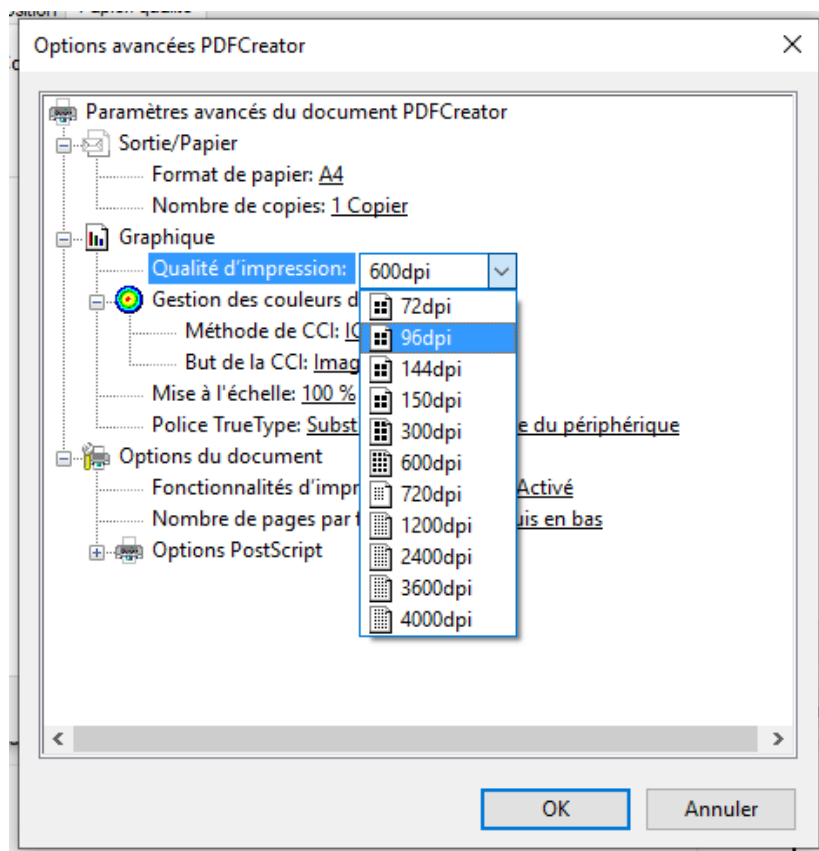 Options avancées PDFCreator
Paramètres avancés du document PDFCreator
Sortie/Papier
Format de papier: A4
Nombre de copies: 1 Copier
Graphique
Qualité d'impression: 600dpi
72dpi
Gestion des couleurs d
96dpi
Méthode de CCI: IC
144dpi
But de la CCI: Imag
150dpi
Mise à l'échelle: 100 %
300dpi
Police TrueType: Subst e du périphérique
600dpi
Options du document
720dpi
Fonctionnalités d'impr Activé
1200dpi
Nombre de pages par f uis en bas
2400dpi
Options PostScript
3600dpi
4000dpi
OK Annuler